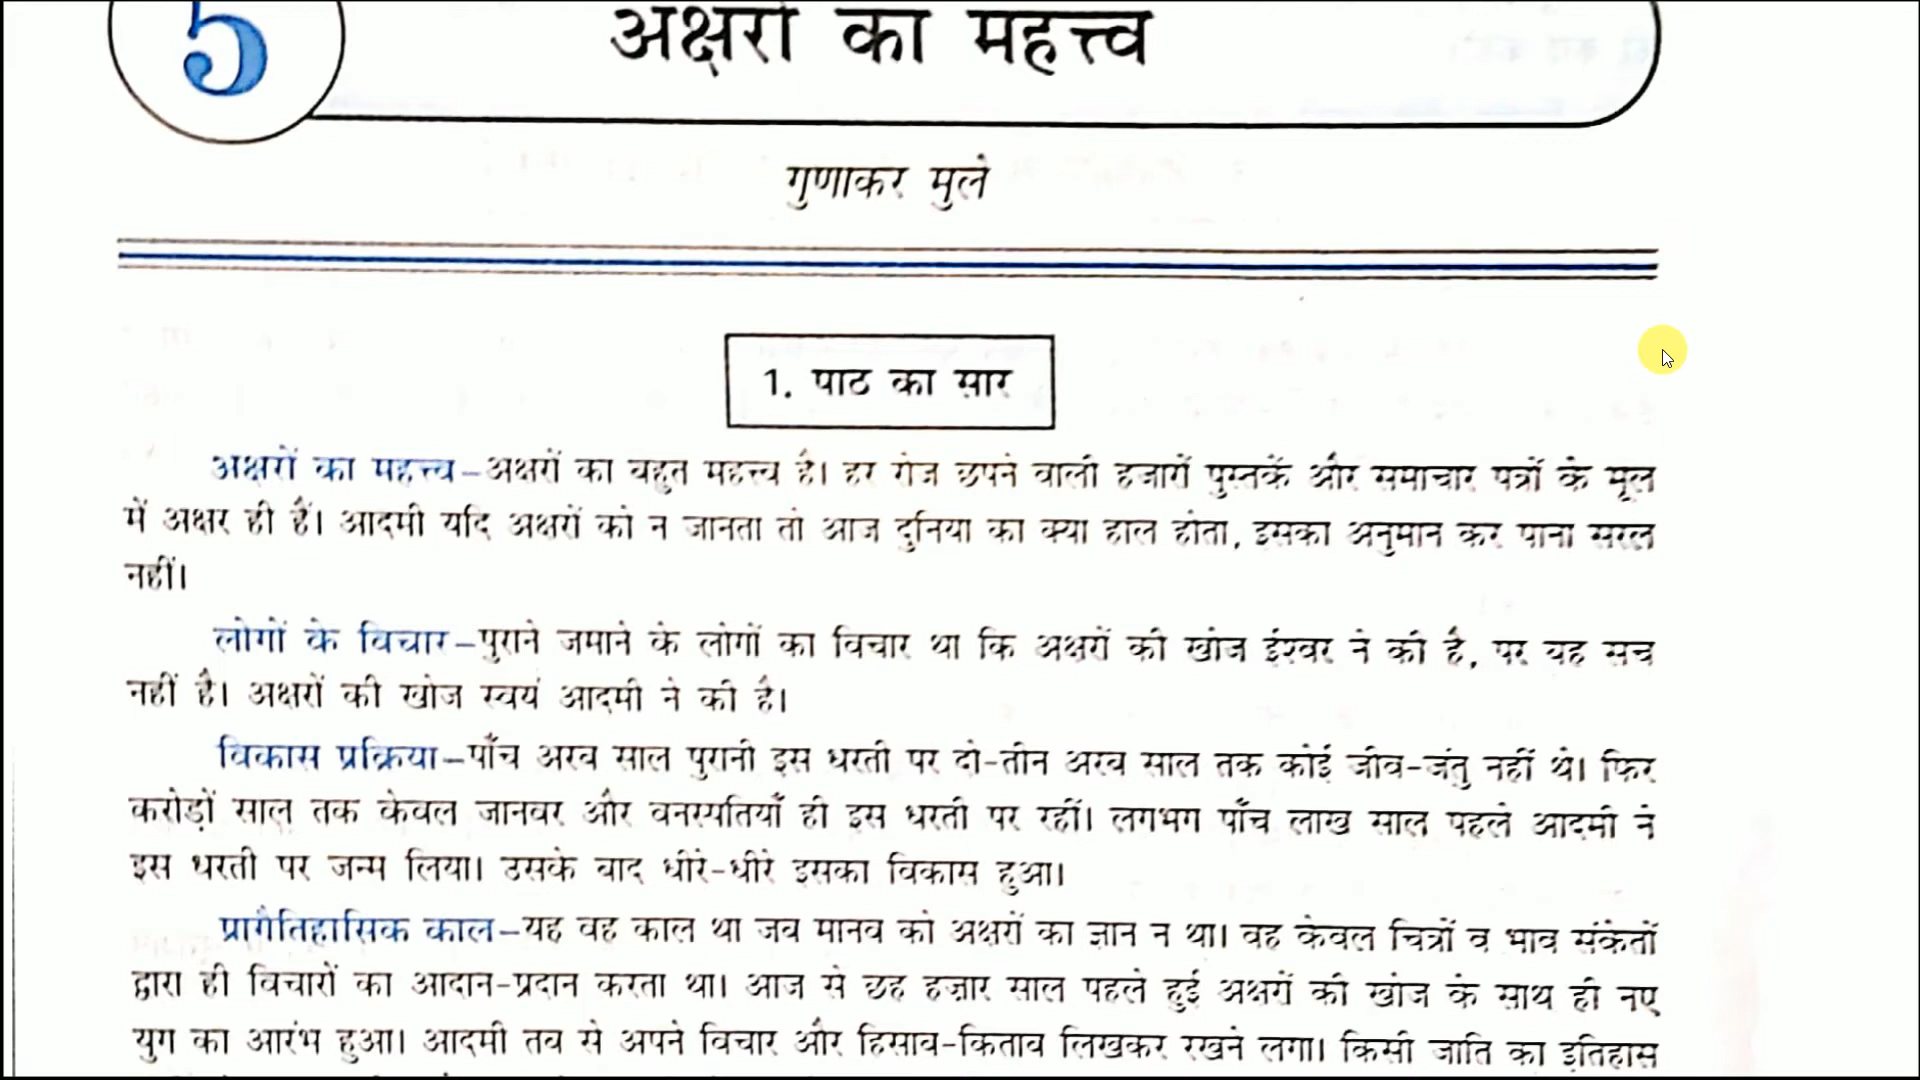 5
अक्षरों का महत्त्व
गुणाकर मुले
1. पाठ का सार
अक्षरों का महत्त्व–अक्षरों का बहुत महत्त्व है। हर रोज छपने वाली हजारों पुस्तकें और समाचार पत्रों के मूल
में अक्षर ही हैं। आदमी यदि अक्षरों को न जानता तो आज दुनिया का क्या हाल होता, इसका अनुमान कर पाना सरल
नहीं।
लोगों के विचार–पुराने जमाने के लोगों का विचार था कि अक्षरों की खोज ईश्वर ने की है, पर यह सच
नहीं है। अक्षरों की खोज स्वयं आदमी ने की है।
विकास प्रक्रिया–पाँच अरब साल पुरानी इस धरती पर दो-तीन अरब साल तक कोई जीव-जंतु नहीं थे। फिर
करोड़ों साल तक केवल जानवर और वनस्पतियाँ ही इस धरती पर रहीं। लगभग पाँच लाख साल पहले आदमी ने
इस धरती पर जन्म लिया। उसके बाद धीरे-धीरे इसका विकास हुआ।
प्रागैतिहासिक काल–यह वह काल था जब मानव को अक्षरों का ज्ञान न था। वह केवल चित्रों व भाव संकेतों
द्वारा ही विचारों का आदान-प्रदान करता था। आज से छह हज़ार साल पहले हुई अक्षरों की खोज के साथ ही नए
युग का आरंभ हुआ। आदमी तब से अपने विचार और हिसाब-किताब लिखकर रखने लगा। किसी जाति का इतिहास